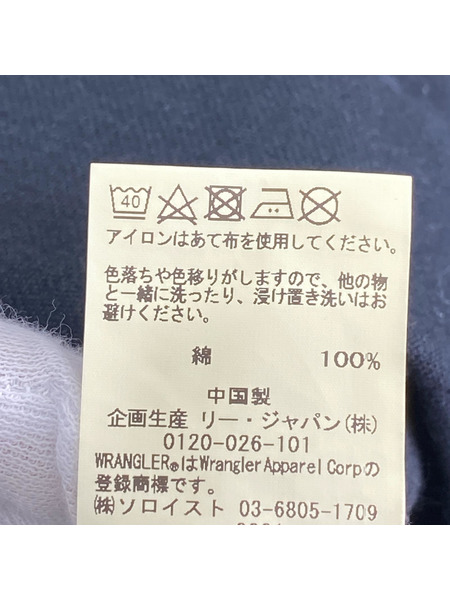 40
アイロンはあて布を使用してください。
色落ちや色移りがしますので、他の物
と一緒に洗ったり、浸け置き洗いはお
避けください。
綿 100%
中国製
企画生産 リー・ジャパン(株)
0120-026-101
WRANGLER®はWrangler Apparel Corpの
登録商標です。
㈱ソロイスト 03-6805-1709